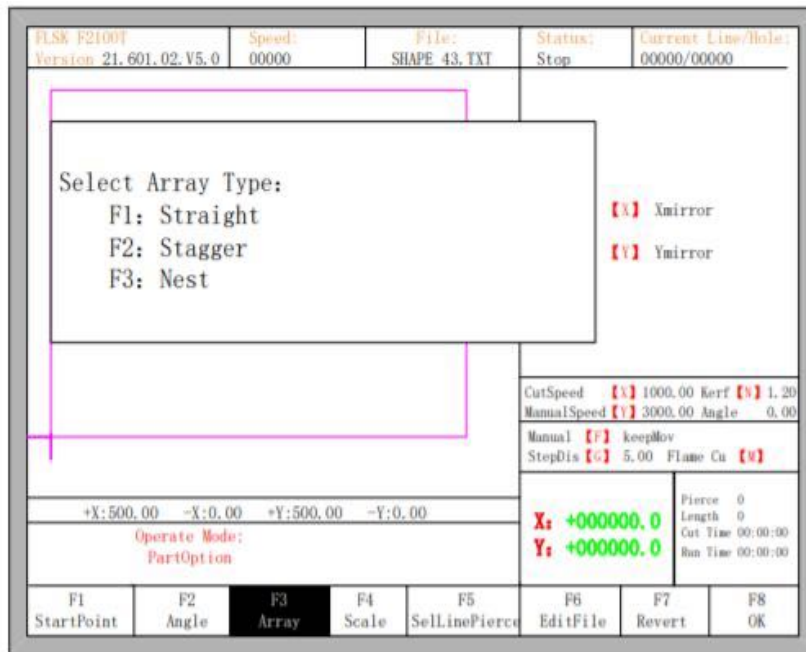 FLSK F2100T Speed: File: Status: Current Line/Hole:
Version 21.601.02.V5.0 00000 SHAPE 43.TXT Stop 00000/00000
Select Array Type:
F1: Straight
F2: Stagger
F3: Nest
【X】 Xmirror
【Y】 Ymirror
CutSpeed 【X】 1000.00 Kerf 【N】 1.20
ManualSpeed 【Y】 3000.00 Angle 0.00
Manual 【F】 keepMov
StepDis 【G】 5.00 Flame Cu 【M】
+X:500.00 -X:0.00 +Y:500.00 -Y:0.00
Operate Mode:
PartOption
X: +000000.0
Y: +000000.0
Pierce 0
Length 0
Cut Time 00:00:00
Run Time 00:00:00
F1 F2 F3 F4 F5 F6 F7 F8
StartPoint Angle Array Scale SelLinePierce EditFile Revert OK